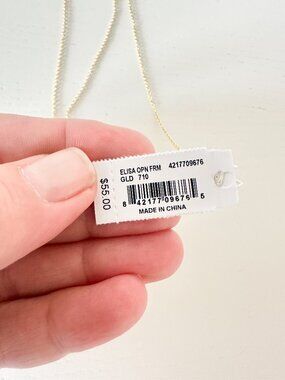 ELISA OPN FRM 4217709676
GLD 710
8 42177 09676 5
MADE IN CHINA
$55.00